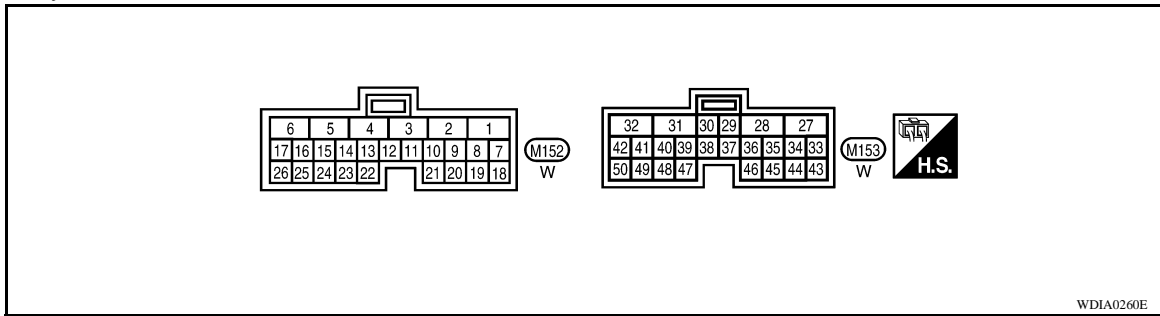 6 5 4 3 2 1
17 16 15 14 13 12 11 10 9 8 7
26 25 24 23 22 21 20 19 18
M152
W
32 31 30 29 28 27
42 41 40 39 38 37 36 35 34 33
50 49 48 47 46 45 44 43
M153
W
H.S.
WDIA0260E